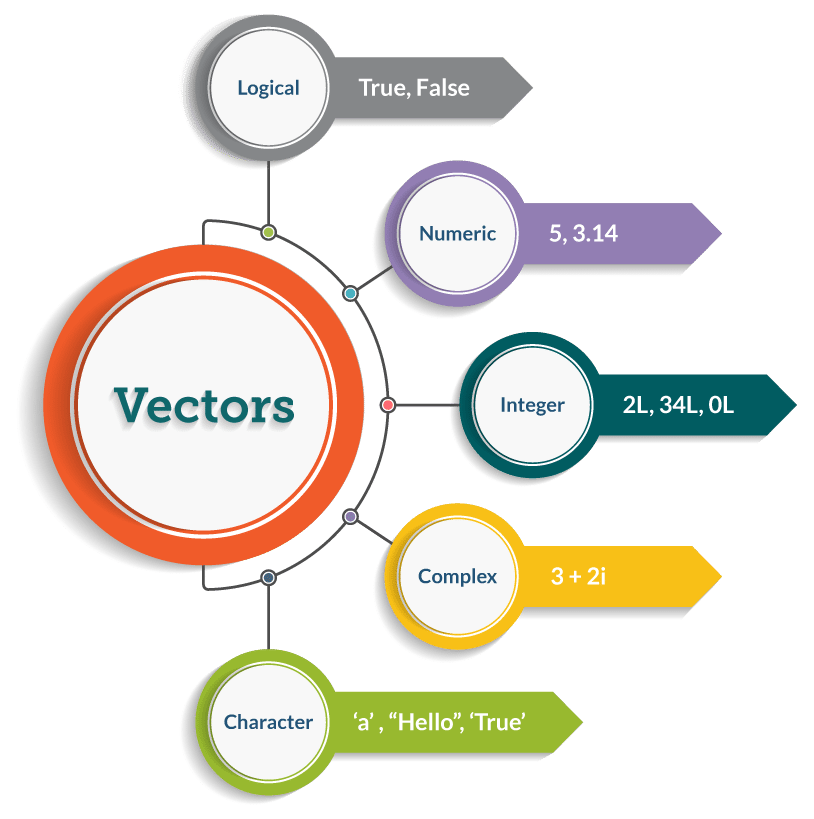 Logical
True, False
Numeric
5, 3.14
Vectors
Integer
2L, 34L, 0L
Complex
3 + 2i
Character
‘a’ , “Hello”, ‘True’